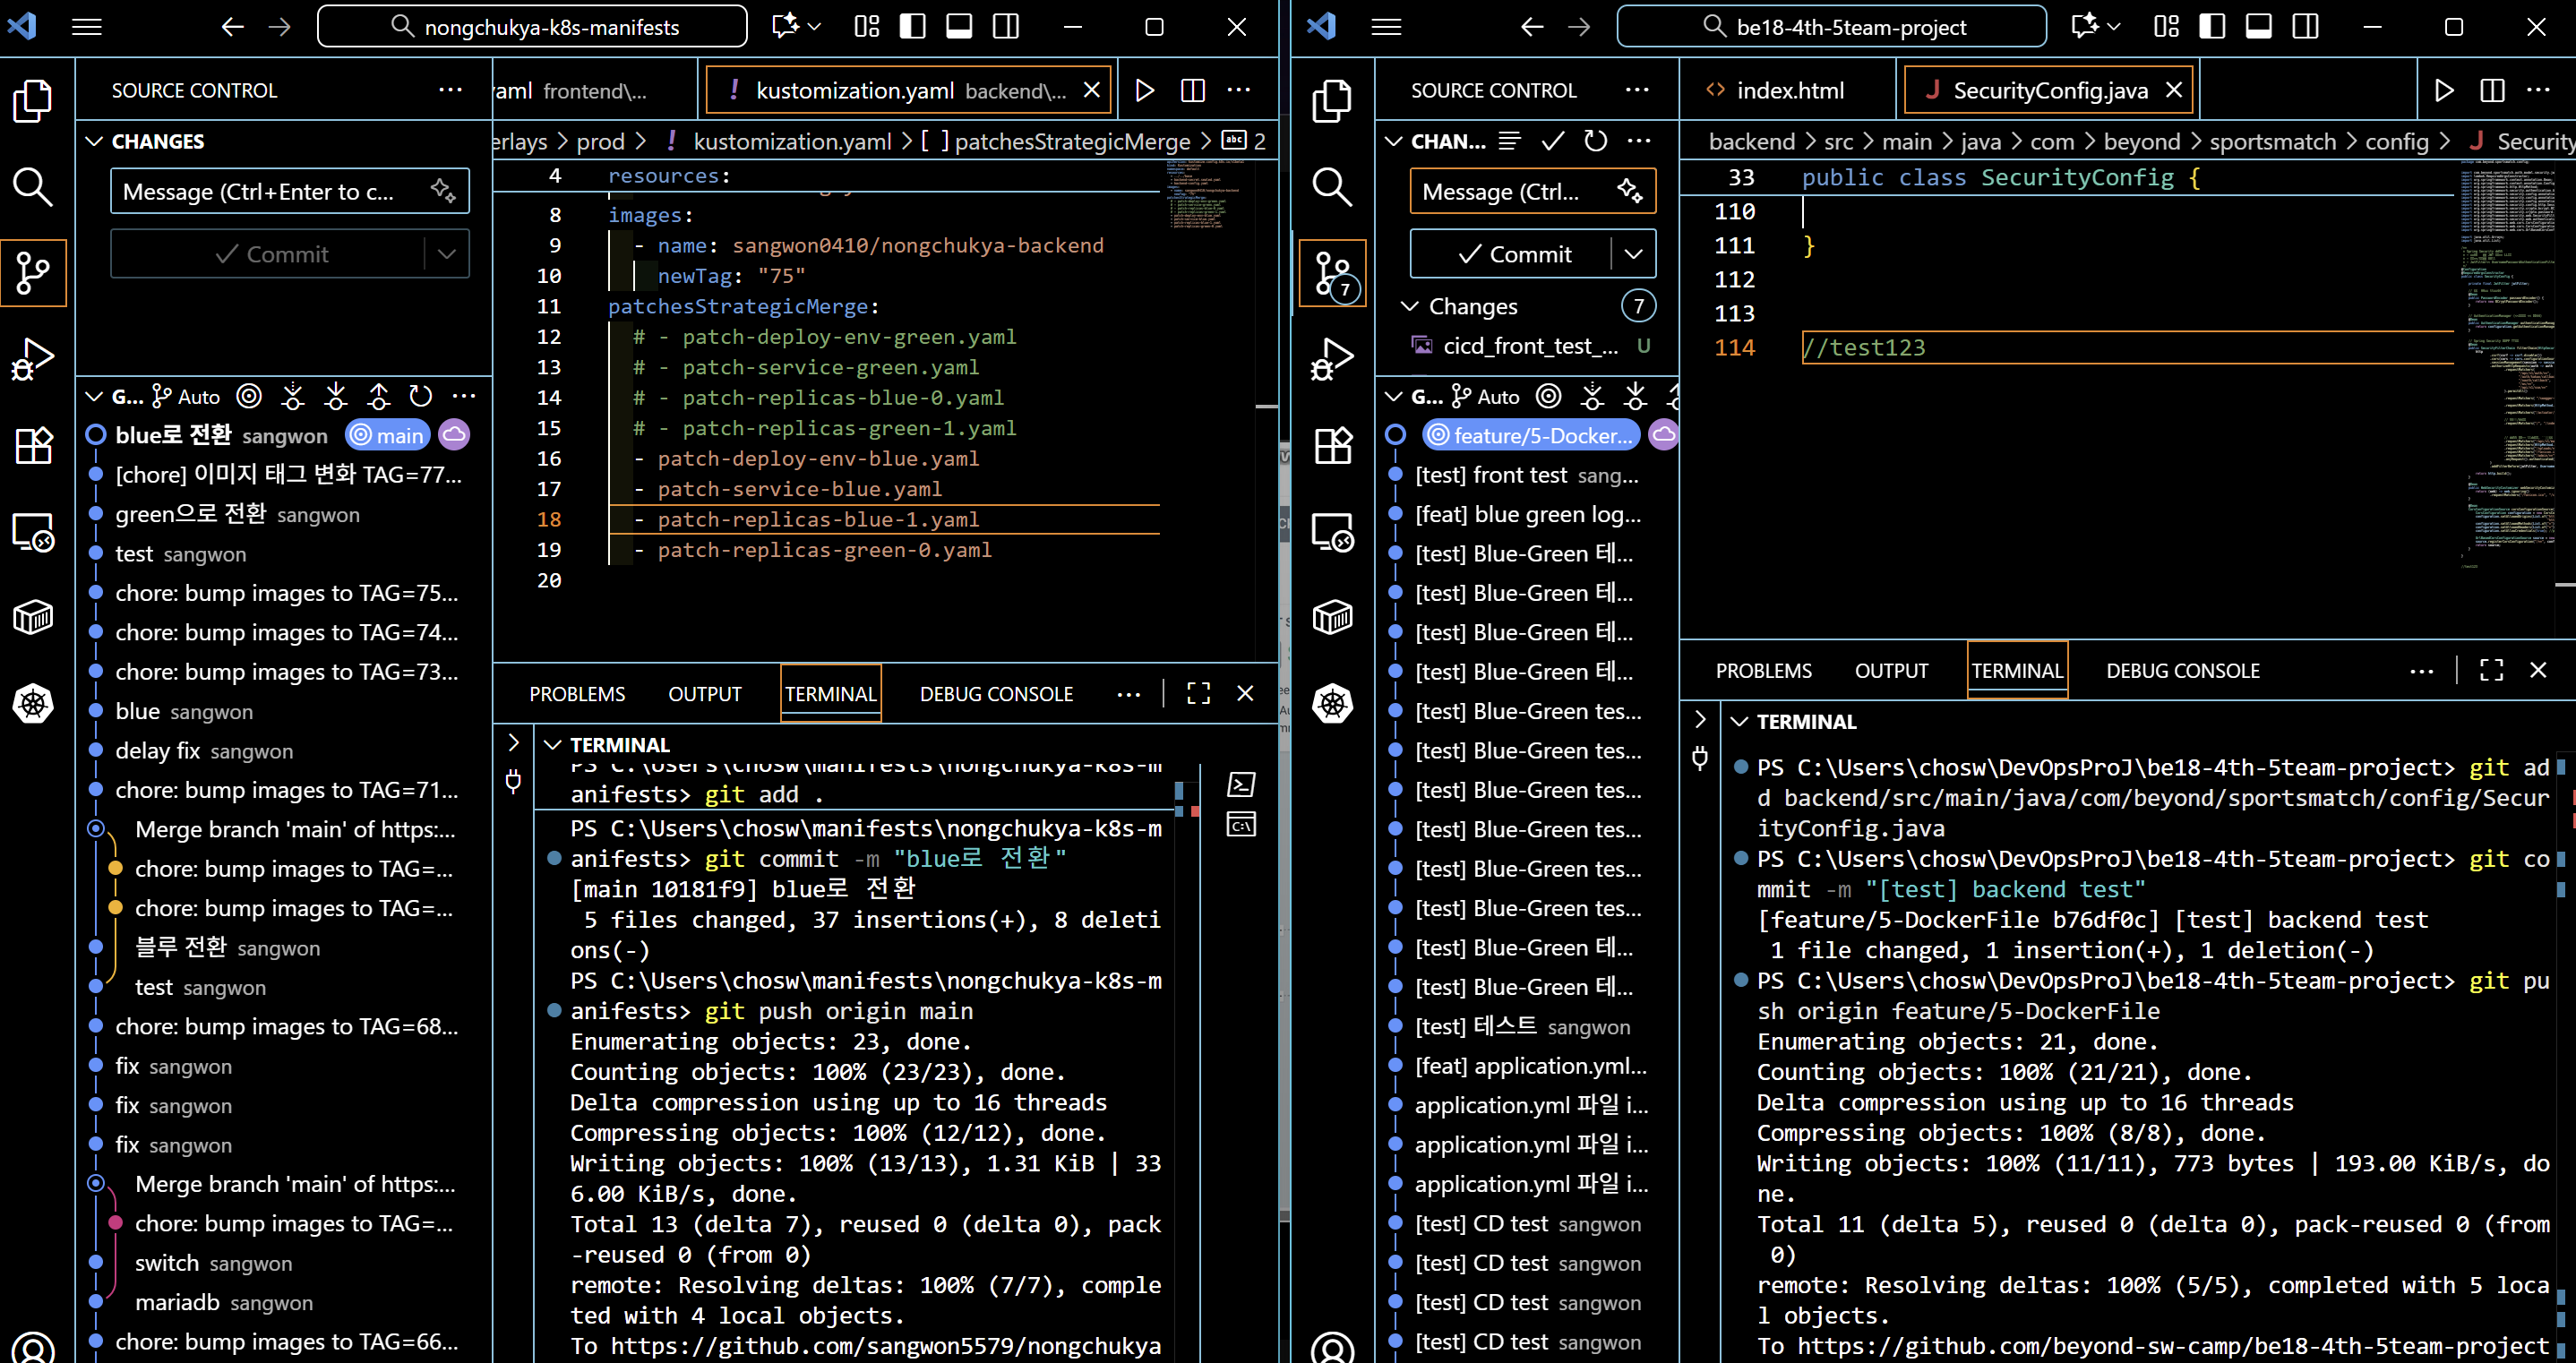 nongchukya-k8s-manifests
SOURCE CONTROL
CHANGES
Message (Ctrl+Enter to c...
Commit
G... Auto
blue로 전환 sangwon main
[chore] 이미지 태그 변화 TAG=77...
green으로 전환 sangwon
test sangwon
chore: bump images to TAG=75...
chore: bump images to TAG=74...
chore: bump images to TAG=73...
blue sangwon
delay fix sangwon
chore: bump images to TAG=71...
Merge branch 'main' of https:...
chore: bump images to TAG=...
chore: bump images to TAG=...
블루 전환 sangwon
test sangwon
chore: bump images to TAG=68...
fix sangwon
fix sangwon
fix sangwon
Merge branch 'main' of https:...
chore: bump images to TAG=...
switch sangwon
mariadb sangwon
chore: bump images to TAG=66...
yaml frontend\...
! kustomization.yaml backend\...
erlays > prod > ! kustomization.yaml > [ ] patchesStrategicMerge > abc 2
4 resources:
8 images:
9 - name: sangwon0410/nongchukya-backend
10 newTag: "75"
11 patchesStrategicMerge:
12 # - patch-deploy-env-green.yaml
13 # - patch-service-green.yaml
14 # - patch-replicas-blue-0.yaml
15 # - patch-replicas-green-1.yaml
16 - patch-deploy-env-blue.yaml
17 - patch-service-blue.yaml
18 - patch-replicas-blue-1.yaml
19 - patch-replicas-green-0.yaml
20
PROBLEMS OUTPUT TERMINAL DEBUG CONSOLE
TERMINAL
PS C:\Users\chosw\manifests\nongchukya-k8s-m
anifests> git add .
PS C:\Users\chosw\manifests\nongchukya-k8s-m
anifests> git commit -m "blue로 전환"
[main 10181f9] blue로 전환
5 files changed, 37 insertions(+), 8 deleti
ons(-)
PS C:\Users\chosw\manifests\nongchukya-k8s-m
anifests> git push origin main
Enumerating objects: 23, done.
Counting objects: 100% (23/23), done.
Delta compression using up to 16 threads
Compressing objects: 100% (12/12), done.
Writing objects: 100% (13/13), 1.31 KiB | 33
6.00 KiB/s, done.
Total 13 (delta 7), reused 0 (delta 0), pack
-reused 0 (from 0)
remote: Resolving deltas: 100% (7/7), comple
ted with 4 local objects.
To https://github.com/sangwon5579/nongchukya
be18-4th-5team-project
SOURCE CONTROL
CHAN...
Message (Ctrl...
Commit
Changes 7
cicd_front_test_... U
G... Auto
feature/5-Docker...
[test] front test sang...
[feat] blue green log...
[test] Blue-Green 테...
[test] Blue-Green 테...
[test] Blue-Green 테...
[test] Blue-Green 테...
[test] Blue-Green tes...
[test] Blue-Green tes...
[test] Blue-Green tes...
[test] Blue-Green tes...
[test] Blue-Green tes...
[test] Blue-Green tes...
[test] Blue-Green 테...
[test] Blue-Green 테...
[test] 테스트 sangwon
[feat] application.yml...
application.yml 파일 i...
application.yml 파일 i...
application.yml 파일 i...
[test] CD test sangwon
[test] CD test sangwon
[test] CD test sangwon
[test] CD test sangwon
7
index.html
J SecurityConfig.java
backend > src > main > java > com > beyond > sportsmatch > config > J Security
33 public class SecurityConfig {
110
111 }
112
113
114 //test123
PROBLEMS OUTPUT TERMINAL DEBUG CONSOLE
TERMINAL
PS C:\Users\chosw\DevOpsProJ\be18-4th-5team-project> git ad
d backend/src/main/java/com/beyond/sportsmatch/config/Secur
ityConfig.java
PS C:\Users\chosw\DevOpsProJ\be18-4th-5team-project> git co
mmit -m "[test] backend test"
[feature/5-DockerFile b76df0c] [test] backend test
1 file changed, 1 insertion(+), 1 deletion(-)
PS C:\Users\chosw\DevOpsProJ\be18-4th-5team-project> git pu
sh origin feature/5-DockerFile
Enumerating objects: 21, done.
Counting objects: 100% (21/21), done.
Delta compression using up to 16 threads
Compressing objects: 100% (8/8), done.
Writing objects: 100% (11/11), 773 bytes | 193.00 KiB/s, do
ne.
Total 11 (delta 5), reused 0 (delta 0), pack-reused 0 (from
0)
remote: Resolving deltas: 100% (5/5), completed with 5 loca
l objects.
To https://github.com/beyond-sw-camp/be18-4th-5team-project